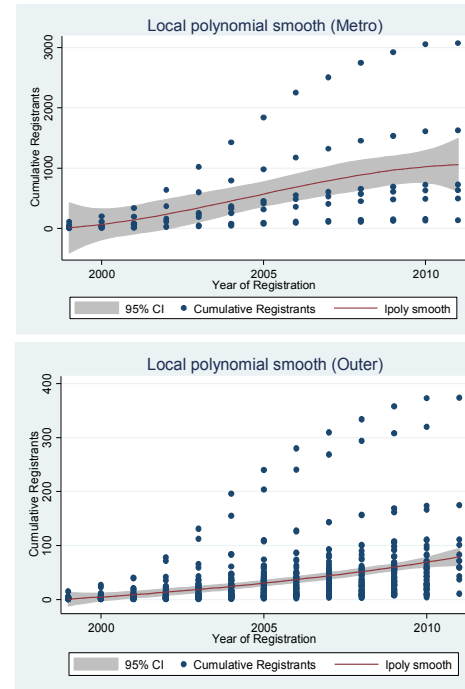 Local polynomial smooth (Metro)
Cumulative Registrants
3000
2000
1000
0
2000 2005 2010
Year of Registration
95% CI Cumulative Registrants lpoly smooth
Local polynomial smooth (Outer)
Cumulative Registrants
400
300
200
100
0
2000 2005 2010
Year of Registration
95% CI Cumulative Registrants lpoly smooth